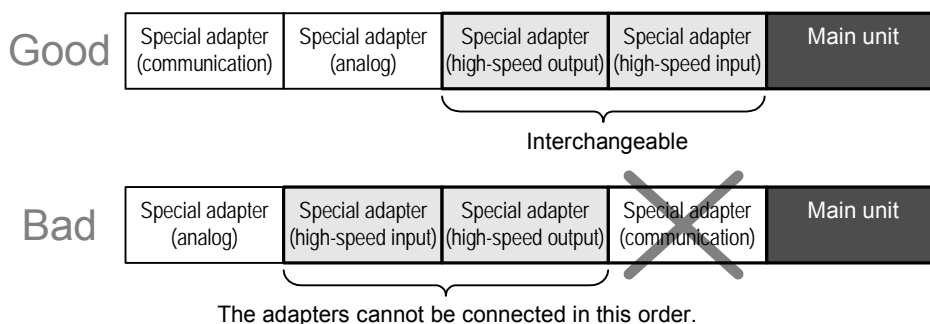 Good
Special adapter
(communication)
Special adapter
(analog)
Special adapter
(high-speed output)
Special adapter
(high-speed input)
Main unit
Interchangeable
Bad
Special adapter
(analog)
Special adapter
(high-speed input)
Special adapter
(high-speed output)
Special adapter
(communication)
Main unit
The adapters cannot be connected in this order.